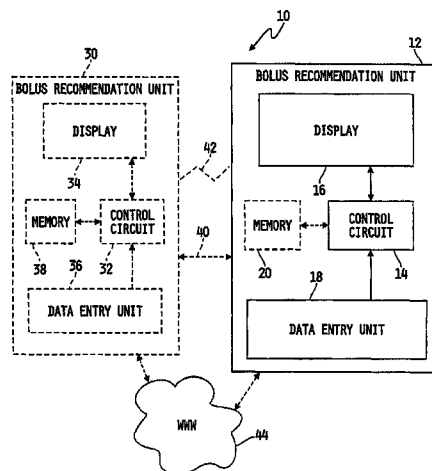 10
30
12
BOLUS RECOMMENDATION UNIT
BOLUS RECOMMENDATION UNIT
DISPLAY
DISPLAY
42
34
16
MEMORY
CONTROL
CIRCUIT
MEMORY
CONTROL
CIRCUIT
38
36
32
40
20
18
14
DATA ENTRY UNIT
DATA ENTRY UNIT
WWW
44